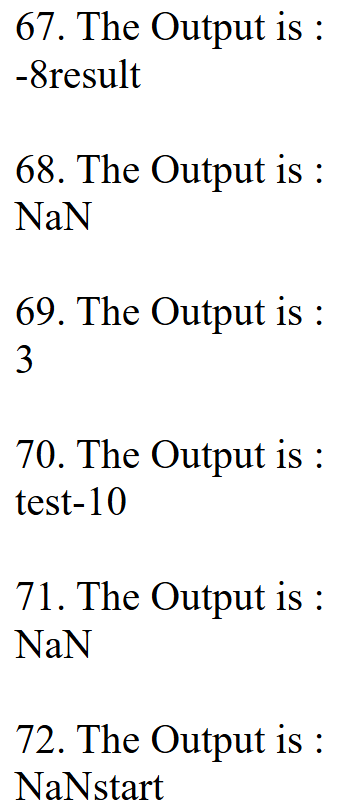 67. The Output is :
-8result
68. The Output is :
NaN
69. The Output is :
3
70. The Output is :
test-10
71. The Output is :
NaN
72. The Output is :
NaNstart